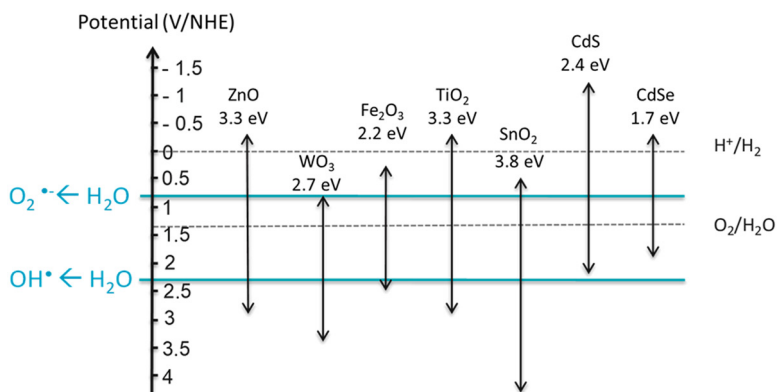 Potential (V/NHE)
CdS
2.4 eV
- 1.5
- 1
ZnO
3.3 eV
Fe₂O₃
2.2 eV
TiO₂
3.3 eV
CdSe
1.7 eV
- 0.5
SnO₂
3.8 eV
0
H⁺/H₂
WO₃
2.7 eV
0.5
O₂•- ← H₂O
1
1.5
O₂/H₂O
2
OH• ← H₂O
2.5
3
3.5
4